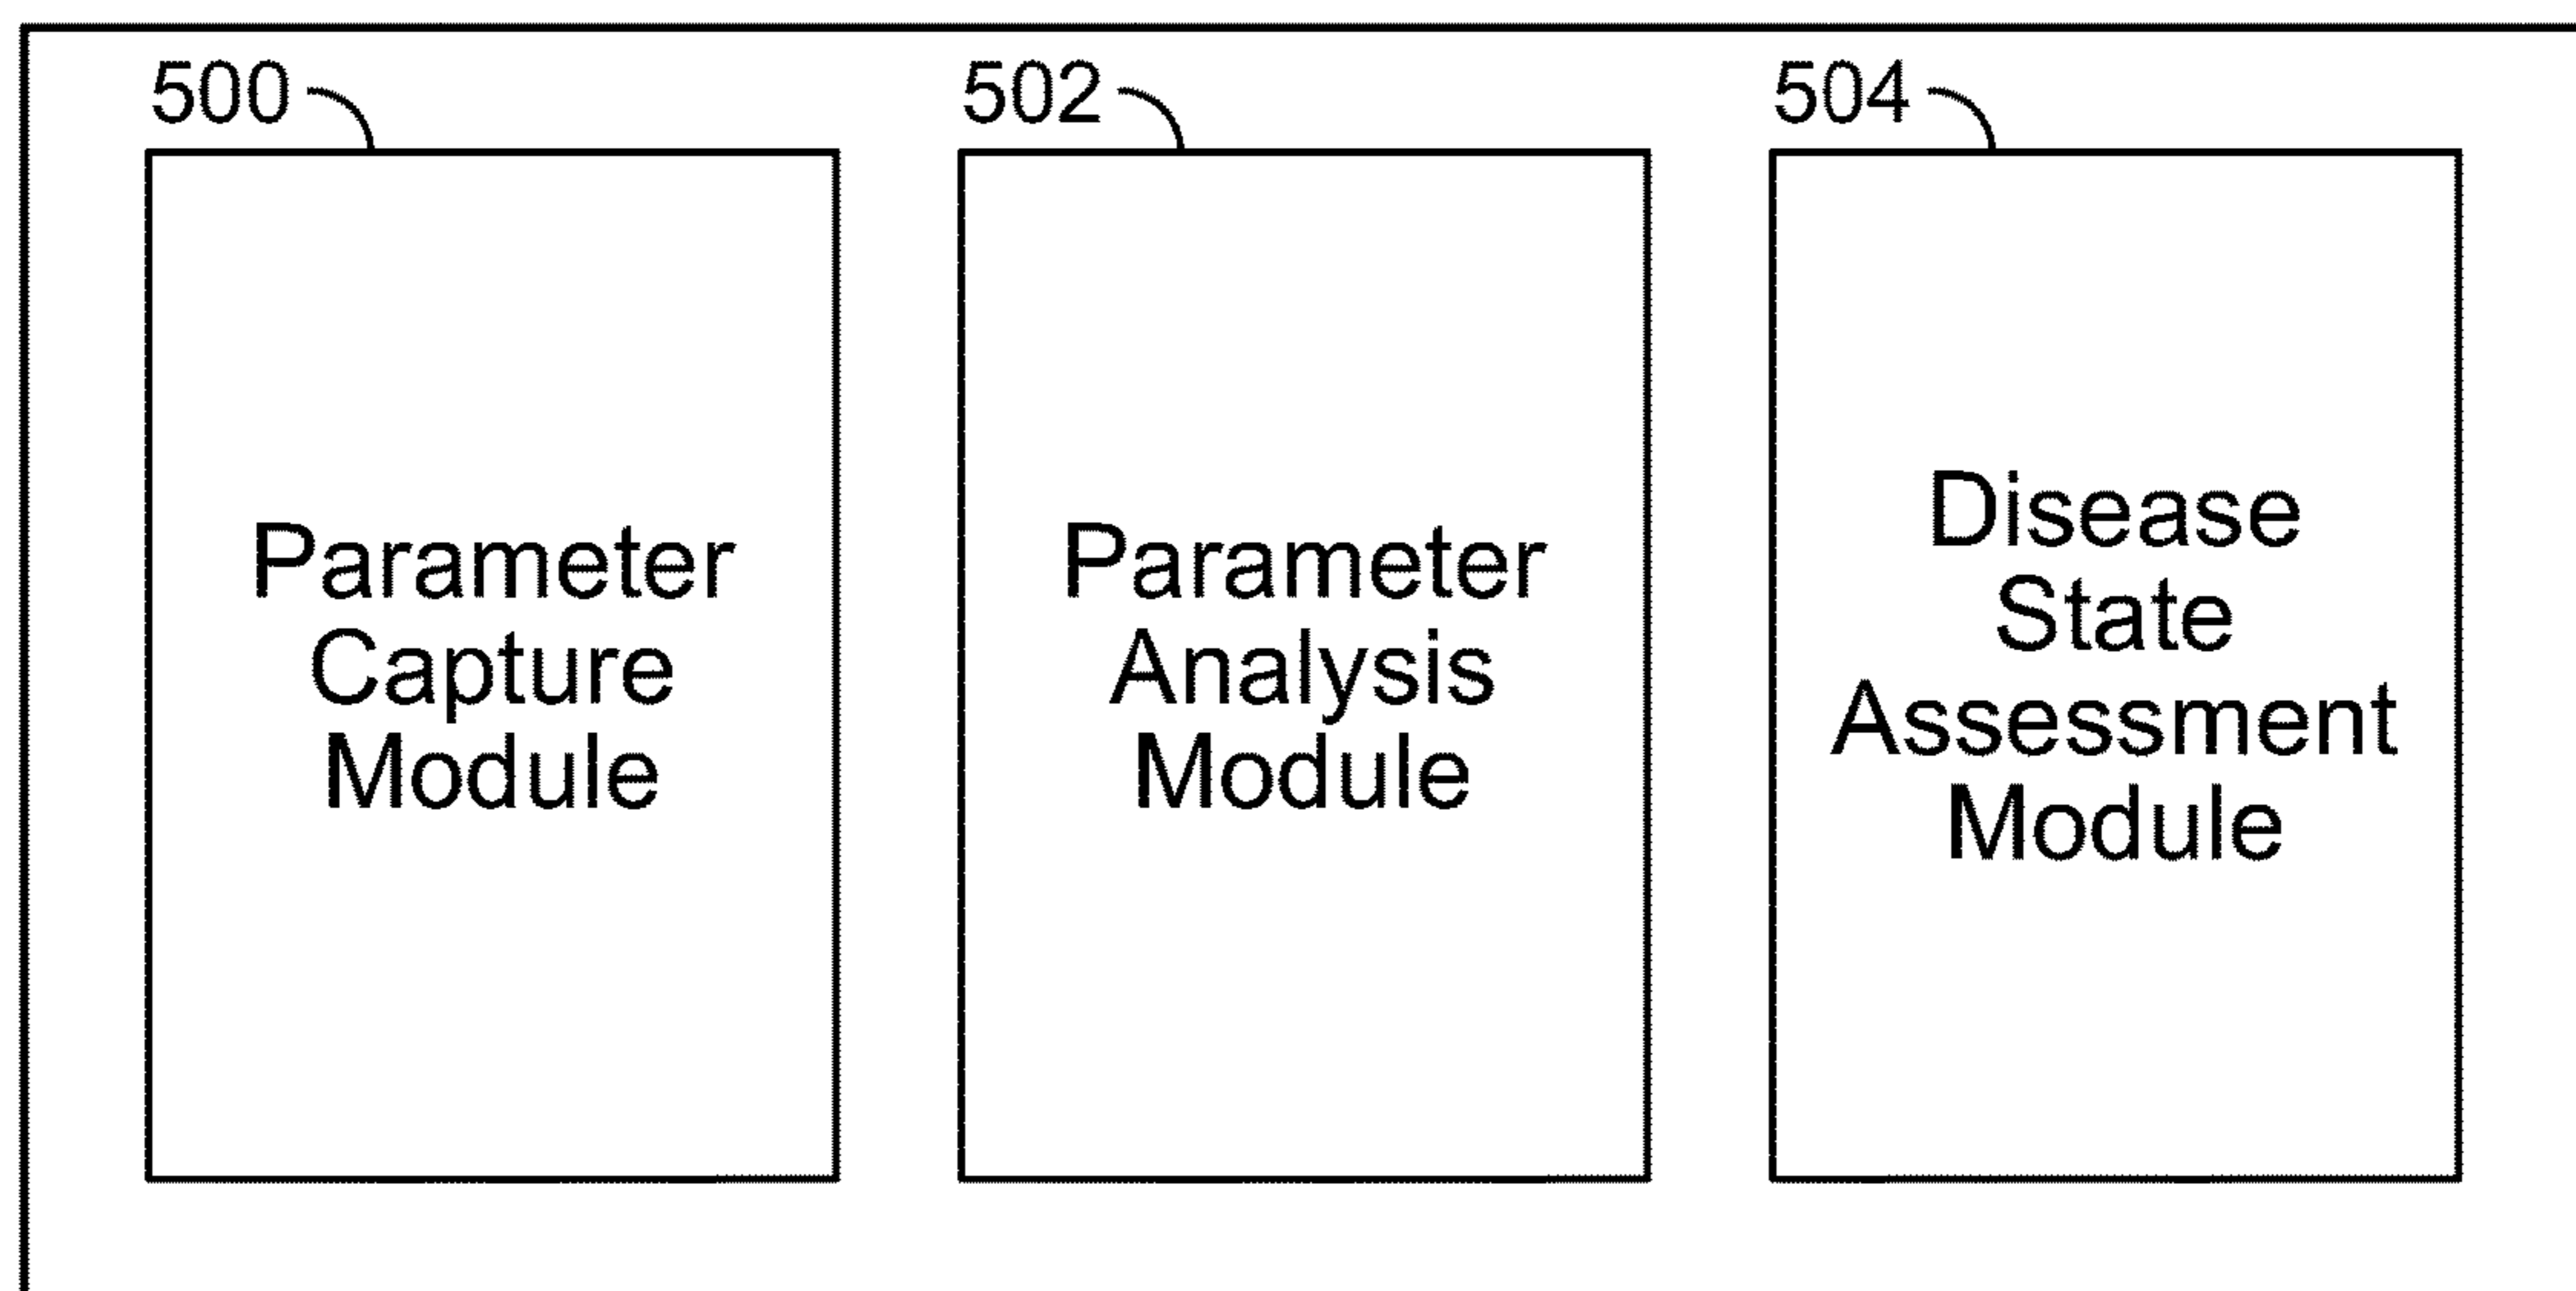 500
502
504
Parameter
Capture
Module
Parameter
Analysis
Module
Disease
State
Assessment
Module